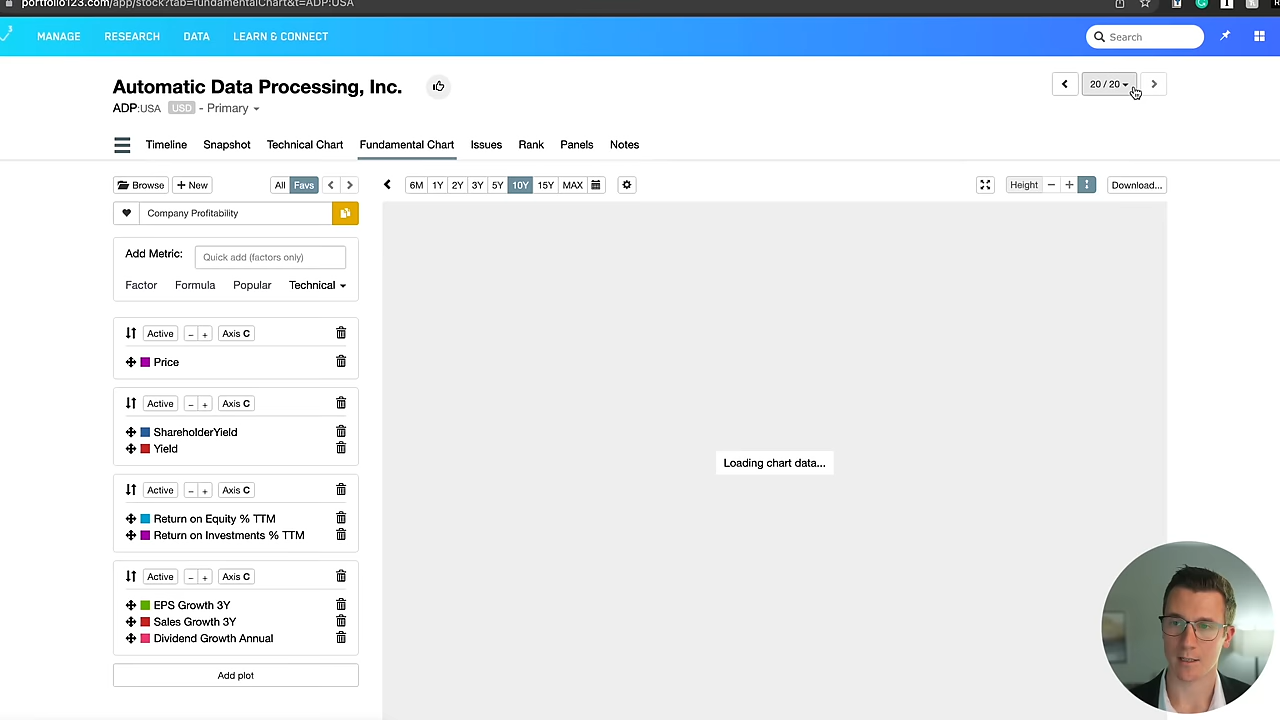 portfolio123.com/app/stock?tab=fundamentalChart&t=ADP:USA
MANAGE RESEARCH DATA LEARN & CONNECT Search
Automatic Data Processing, Inc.
20 / 20
ADP:USA USD - Primary
Timeline Snapshot Technical Chart Fundamental Chart Issues Rank Panels Notes
Browse + New All Favs 6M 1Y 2Y 3Y 5Y 10Y 15Y MAX Height − + Download...
Company Profitability
Add Metric: Quick add (factors only)
Factor Formula Popular Technical
Active − + Axis C
Price
Active − + Axis C
ShareholderYield
Yield
Loading chart data...
Active − + Axis C
Return on Equity % TTM
Return on Investments % TTM
Active − + Axis C
EPS Growth 3Y
Sales Growth 3Y
Dividend Growth Annual
Add plot